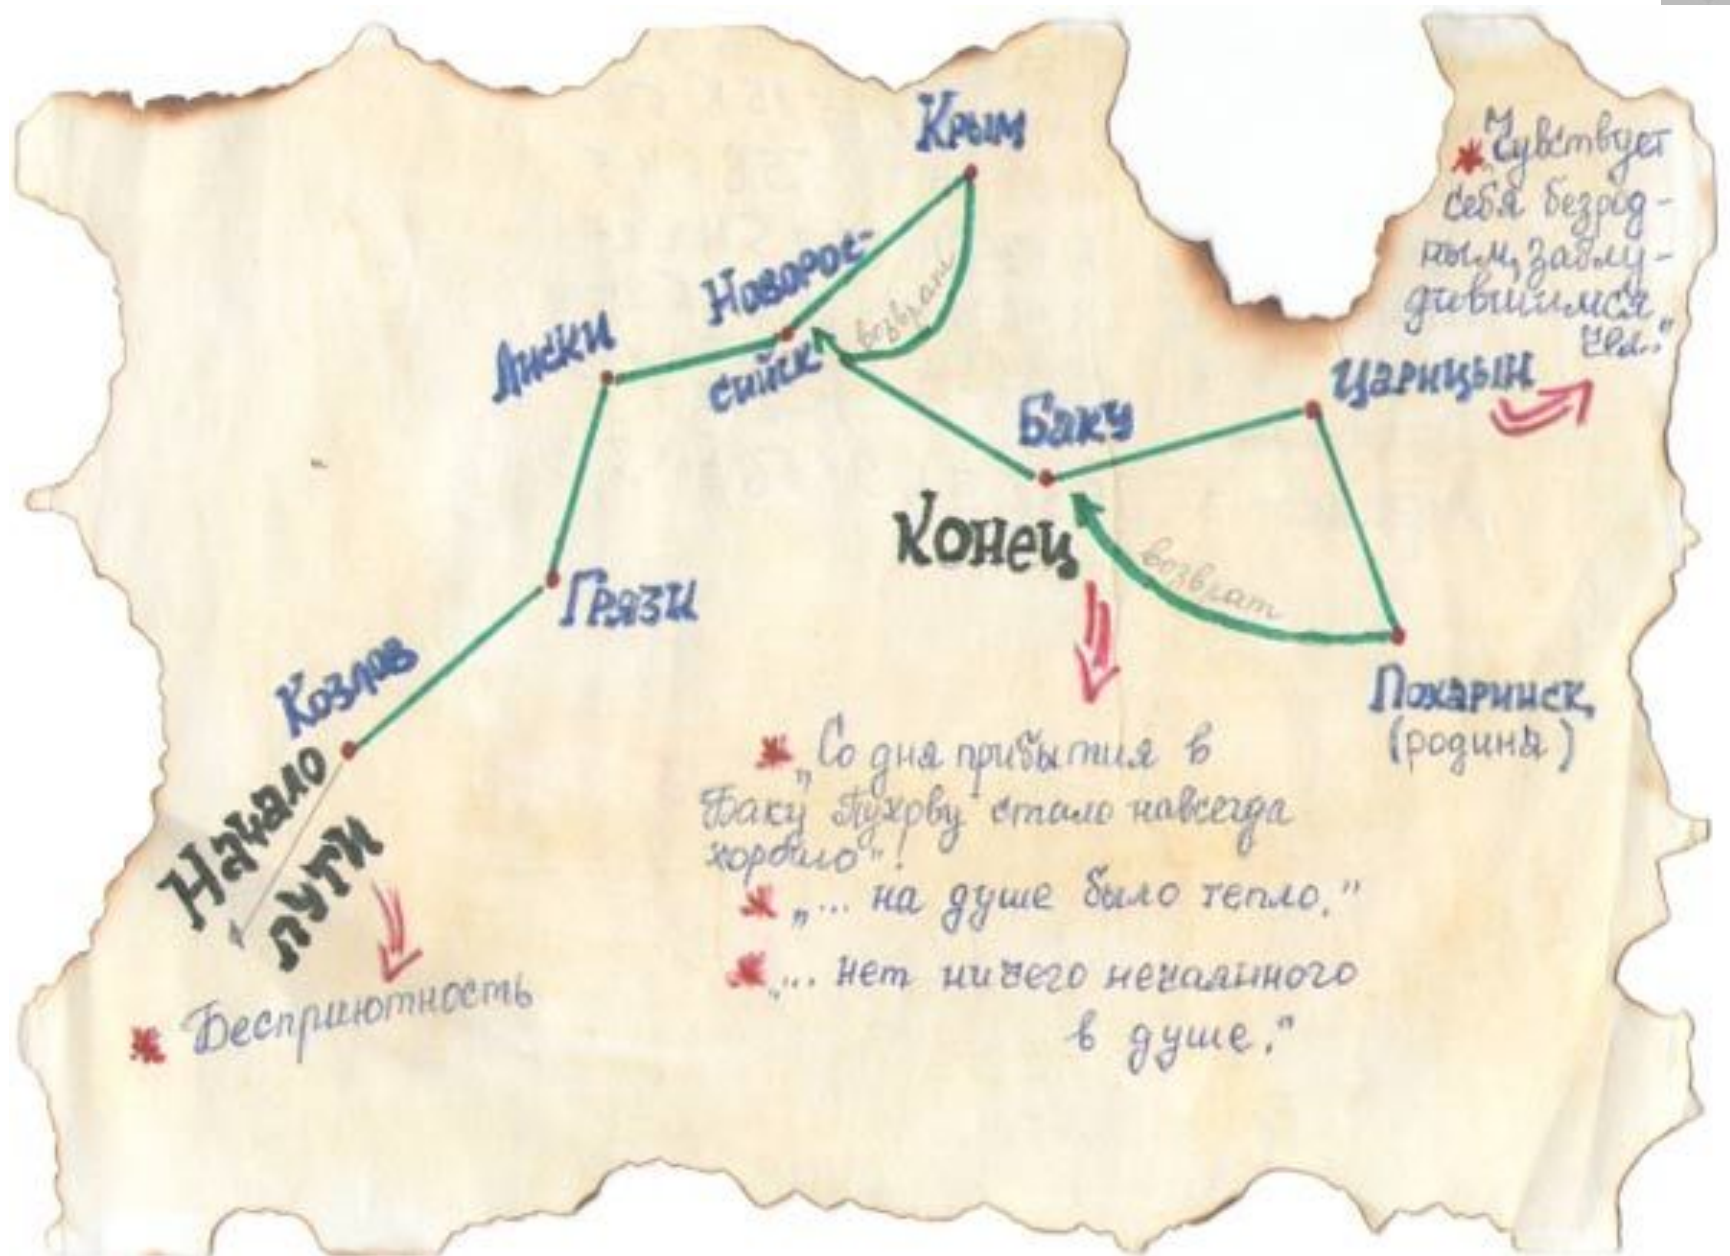 Крым
"Чувствует
себя безрод-
ным, заблу-
дившимся
чел."
Новорос-
сийск
возврат
Лиски
Царицын
Баку
Конец
возврат
Грязи
Козлов
Похаринск
(родина)
Начало
пути
„Со дня прибытия в
Баку Пухову стало навсегда
хорошо".
„... на душе было тепло."
„... нет ничего нечаянного
в душе."
Бесприютность